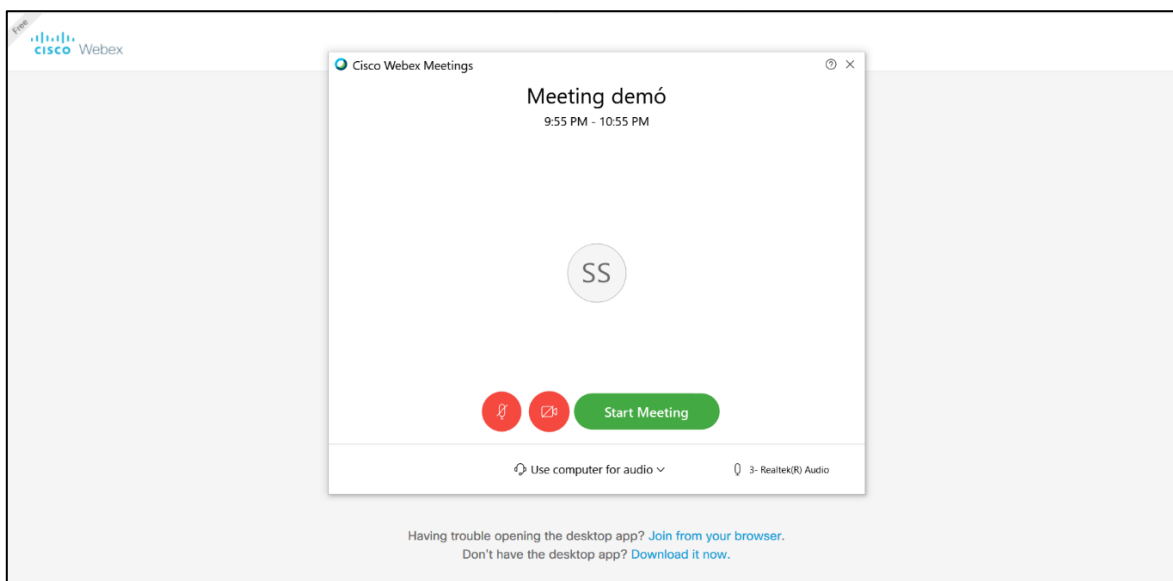 Free
CISCO Webex
Cisco Webex Meetings
Meeting demó
9:55 PM - 10:55 PM
SS
Start Meeting
Use computer for audio
3- Realtek(R) Audio
Having trouble opening the desktop app? Join from your browser.
Don't have the desktop app? Download it now.